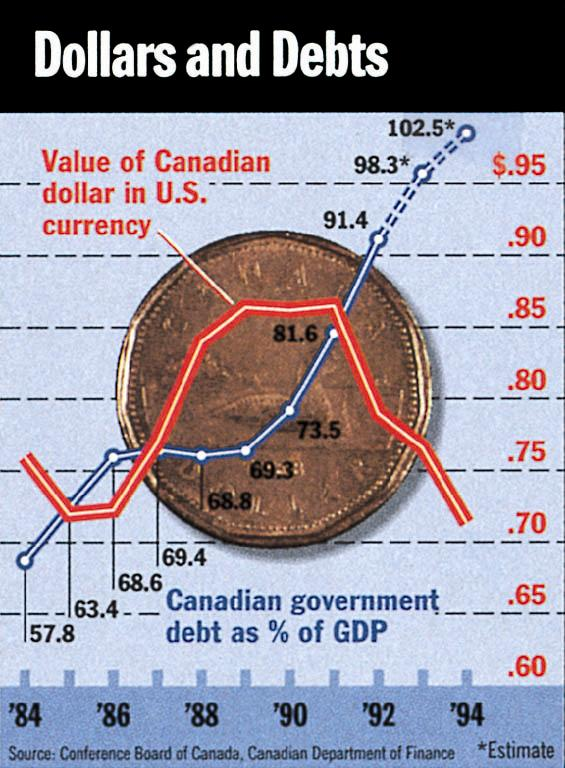 Dollars and Debts
102.5*
Value of Canadian
dollar in U.S.
currency
98.3*
$.95
91.4
.90
.85
81.6
.80
73.5
.75
69.3
68.8
.70
69.4
68.6
63.4
57.8
Canadian government
debt as % of GDP
.65
.60
'84 '86 '88 '90 '92 '94
Source: Conference Board of Canada, Canadian Department of Finance *Estimate